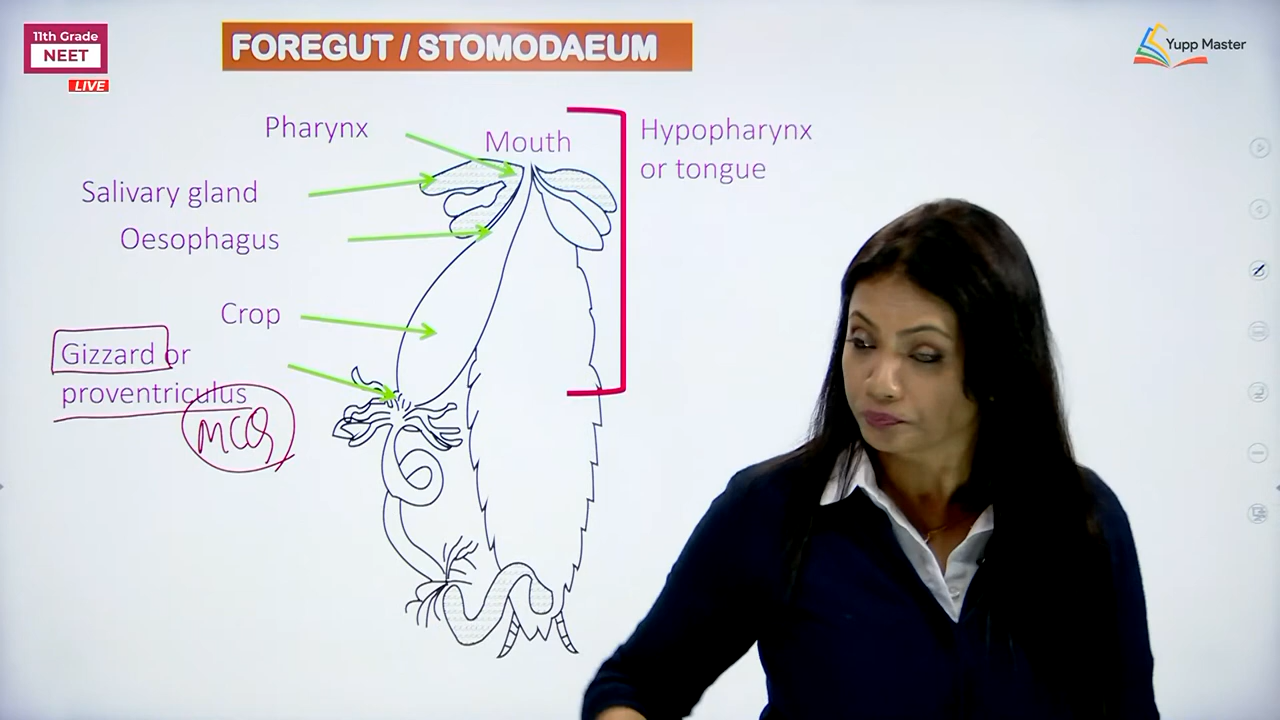 11th Grade
NEET
LIVE
FOREGUT / STOMODAEUM
Yupp Master
Pharynx
Mouth
Hypopharynx
or tongue
Salivary gland
Oesophagus
Crop
Gizzard or
proventriculus
MCQ